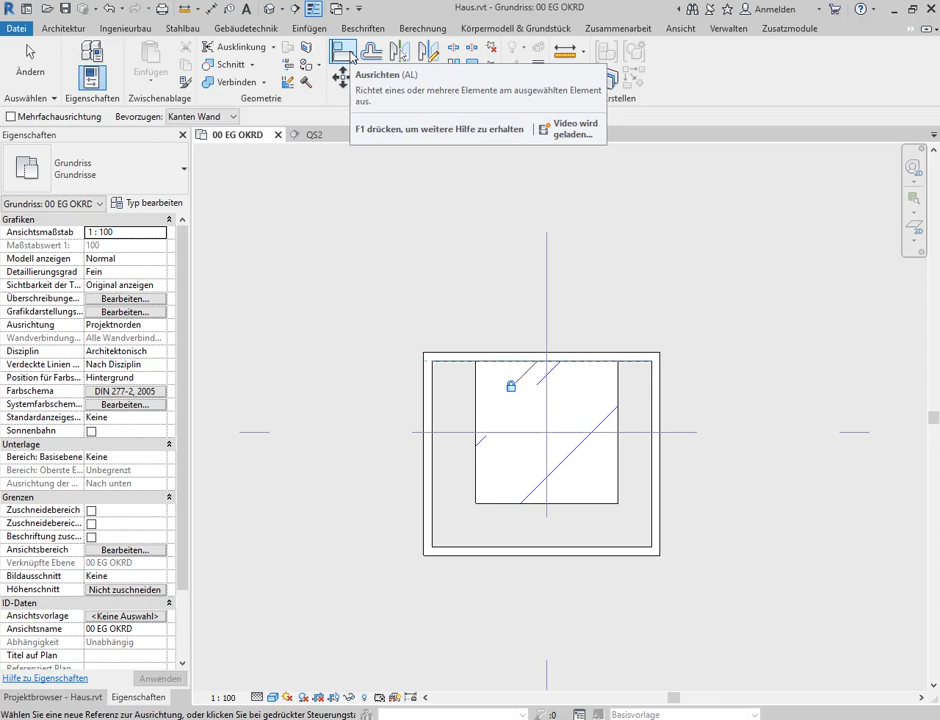 Haus.rvt - Grundriss: 00 EG OKRD
Anmelden
Datei Architektur Ingenieurbau Stahlbau Gebäudetechnik Einfügen Beschriften Berechnung Körpermodell & Grundstück Zusammenarbeit Ansicht Verwalten Zusatzmodule
Ändern
Auswählen
Eigenschaften
Einfügen
Zwischenablage
Ausklinkung
Schnitt
Verbinden
Geometrie
Ausrichten (AL)
Richtet eines oder mehrere Elemente am ausgewählten Element
aus.
F1 drücken, um weitere Hilfe zu erhalten
Video wird
geladen...
stellen
Mehrfachausrichtung Bevorzugen: Kanten Wand
Eigenschaften
00 EG OKRD
QS2
Grundriss
Grundrisse
Grundriss: 00 EG OKRD Typ bearbeiten
Grafiken
Ansichtsmaßstab 1 : 100
Maßstabswert 1: 100
Modell anzeigen Normal
Detaillierungsgrad Fein
Sichtbarkeit der T... Original anzeigen
Überschreibunge... Bearbeiten...
Grafikdarstellungs... Bearbeiten...
Ausrichtung Projektnorden
Wandverbindung... Alle Wandverbind...
Disziplin Architektonisch
Verdeckte Linien ... Nach Disziplin
Position für Farbs... Hintergrund
Farbschema DIN 277-2, 2005
Systemfarbschem... Bearbeiten...
Standardanzeiges... Keine
Sonnenbahn
Unterlage
Bereich: Basisebene Keine
Bereich: Oberste E... Unbegrenzt
Ausrichtung der ... Nach unten
Grenzen
Zuschneidebereich
Zuschneidebereic...
Beschriftung zusc...
Ansichtsbereich Bearbeiten...
Verknüpfte Ebene 00 EG OKRD
Bildausschnitt Keine
Höhenschnitt Nicht zuschneiden
ID-Daten
Ansichtsvorlage <Keine Auswahl>
Ansichtsname 00 EG OKRD
Abhängigkeit Unabhängig
Titel auf Plan
Hilfe zu Eigenschaften Anwenden
Projektbrowser - Haus.rvt Eigenschaften
1 : 100
2D
2D
Wählen Sie eine neue Referenz zur Ausrichtung, oder klicken Sie bei gedrückter Steuerungsta
:0
Basisvorlage